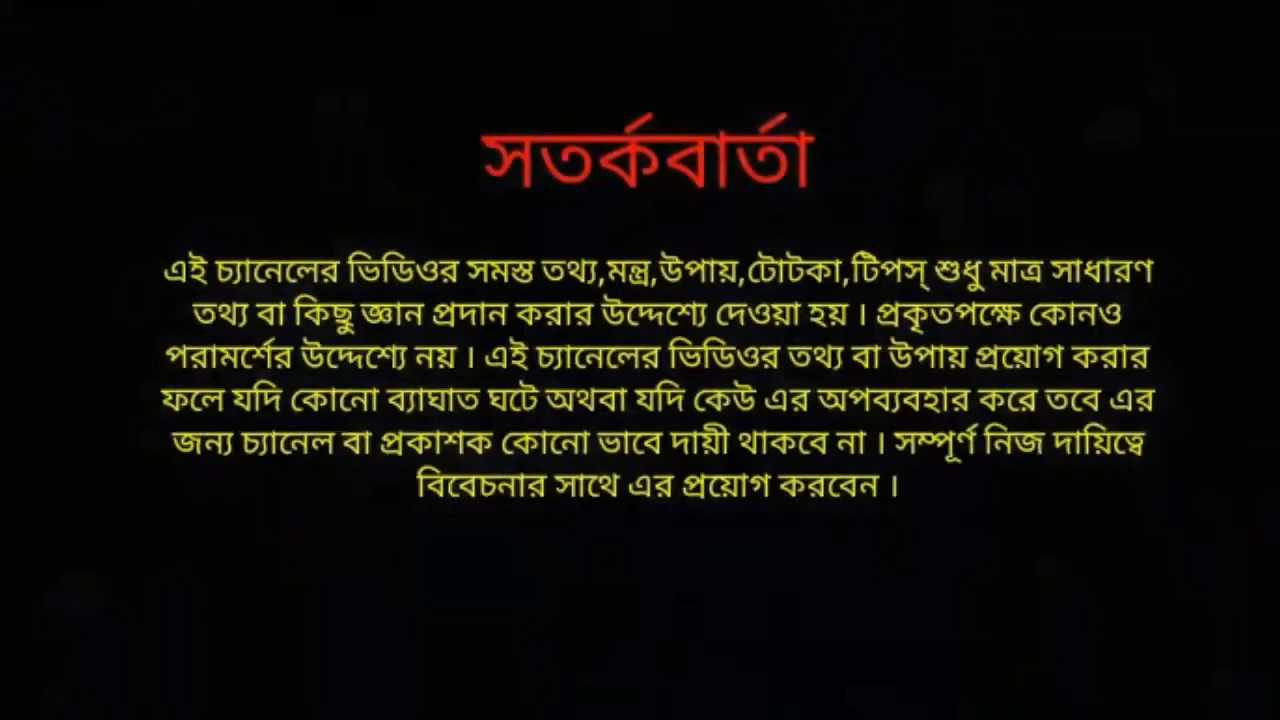 সতর্কবার্তা
এই চ্যানেলের ভিডিওর সমস্ত তথ্য,মন্ত্র,উপায়,টোটকা,টিপস্ শুধু মাত্র সাধারণ
তথ্য বা কিছু জ্ঞান প্রদান করার উদ্দেশ্যে দেওয়া হয় । প্রকৃতপক্ষে কোনও
পরামর্শের উদ্দেশ্যে নয় । এই চ্যানেলের ভিডিওর তথ্য বা উপায় প্রয়োগ করার
ফলে যদি কোনো ব্যাঘাত ঘটে অথবা যদি কেউ এর অপব্যবহার করে তবে এর
জন্য চ্যানেল বা প্রকাশক কোনো ভাবে দায়ী থাকবে না । সম্পূর্ণ নিজ দায়িত্বে
বিবেচনার সাথে এর প্রয়োগ করবেন ।